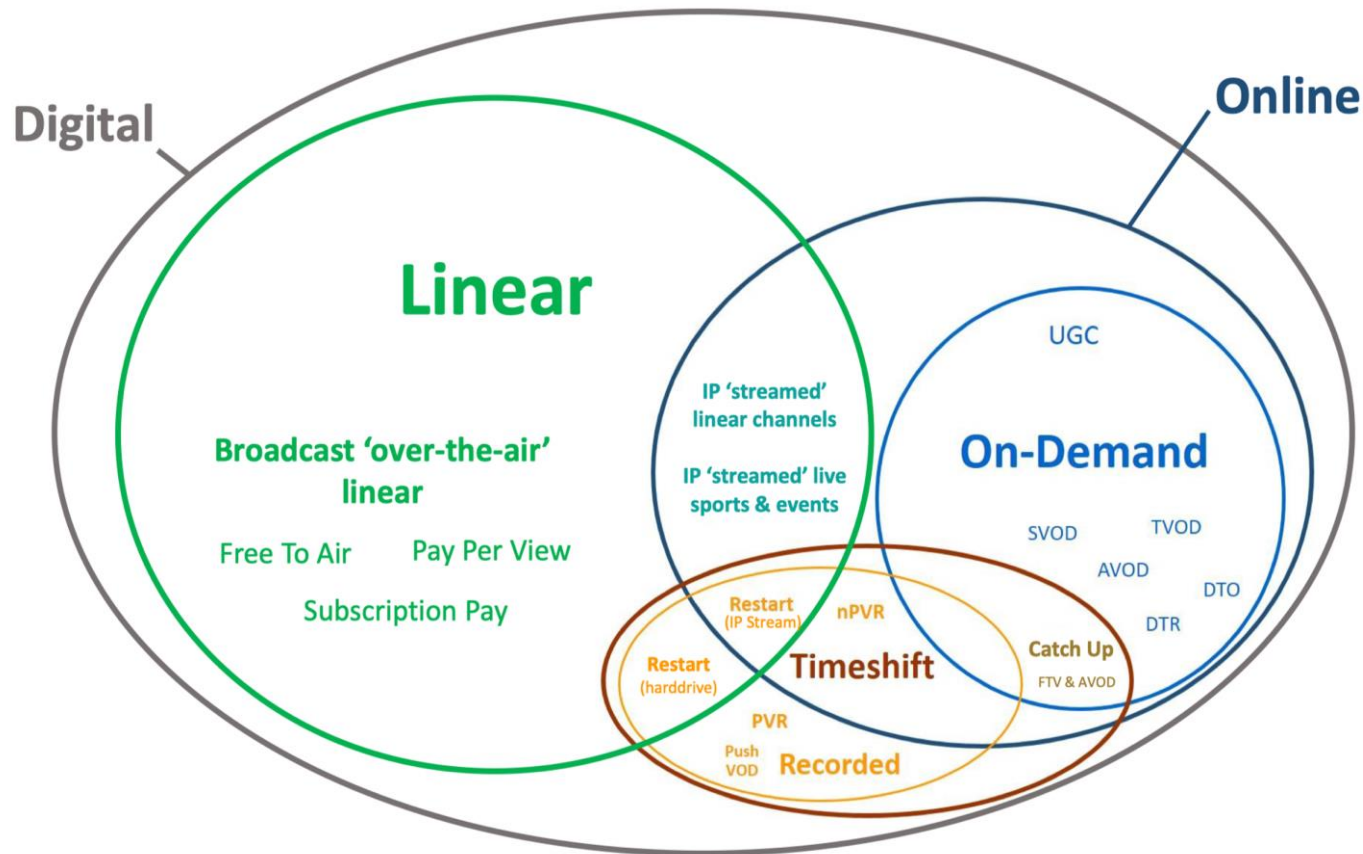 Digital
Online
Linear
UGC
IP ‘streamed’
linear channels
IP ‘streamed’ live
sports & events
On-Demand
Broadcast ‘over-the-air’
linear
Free To Air
Pay Per View
Subscription Pay
SVOD
TVOD
AVOD
DTO
DTR
Restart
(IP Stream)
nPVR
Restart
(harddrive)
Timeshift
Catch Up
FTV & AVOD
PVR
Push
VOD
Recorded